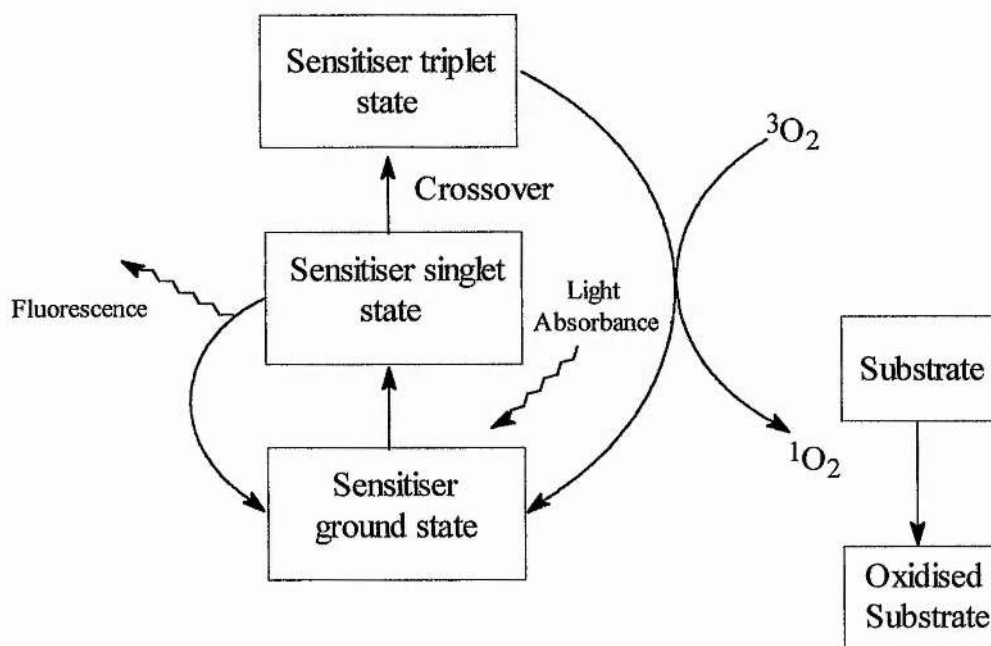 Sensitiser triplet
state
Crossover
³O₂
Sensitiser singlet
state
Fluorescence
Light
Absorbance
Substrate
¹O₂
Sensitiser
ground state
Oxidised
Substrate